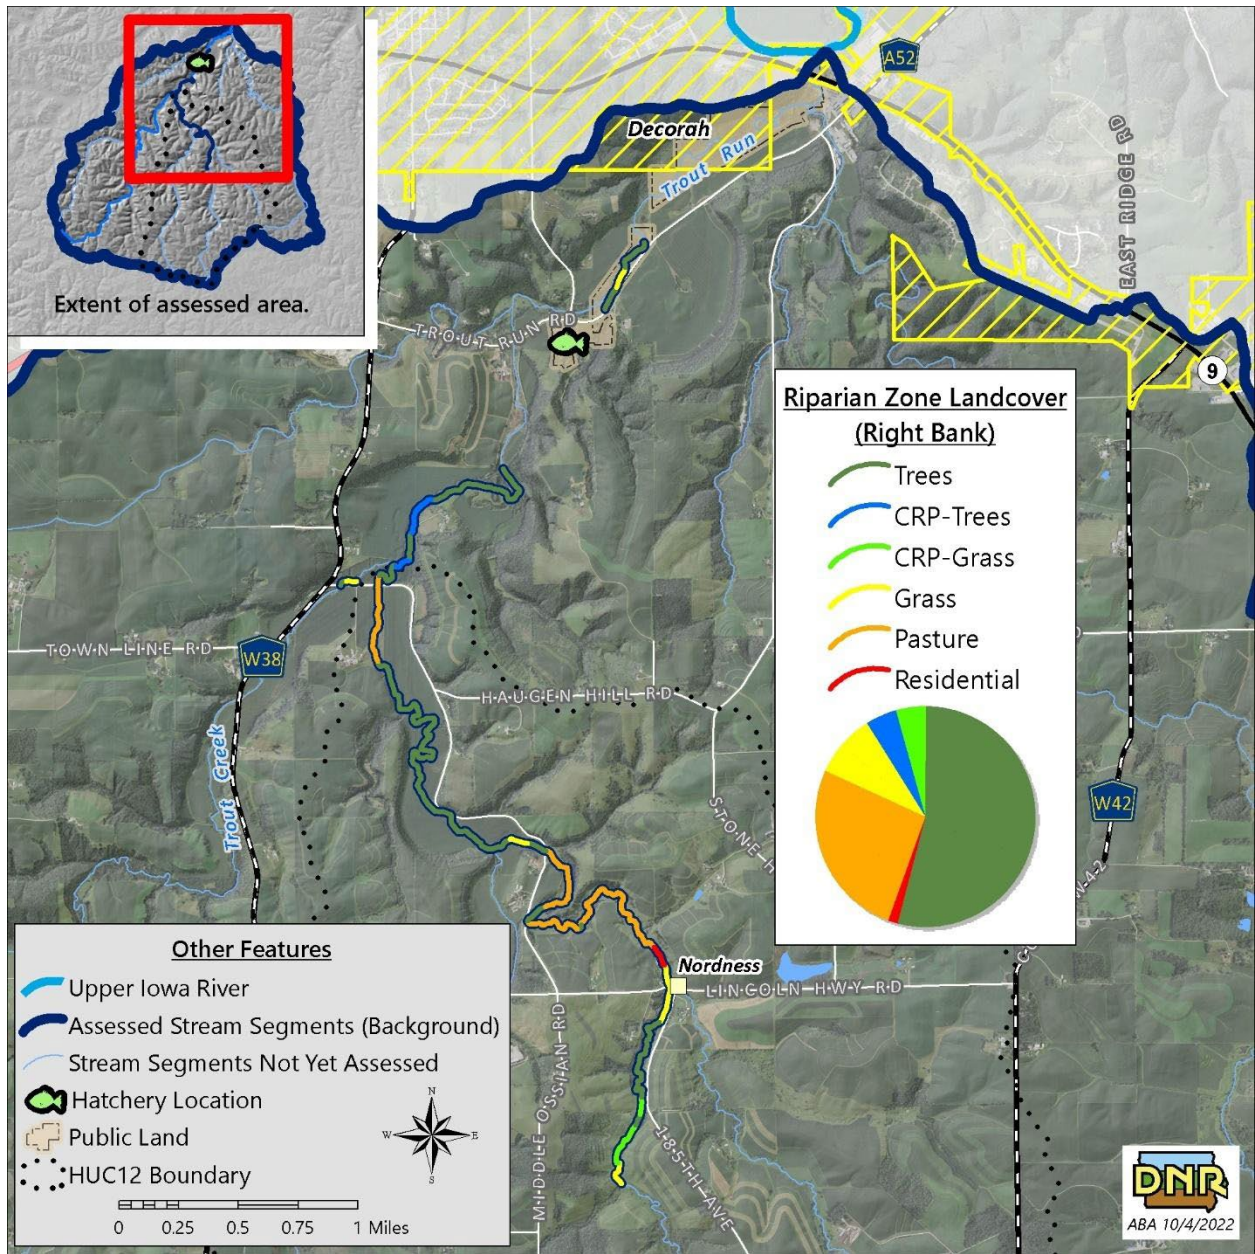 Extent of assessed area.
A52
Decorah
Trout Run
EAST RIDGE RD
TROUT RUN RD
9
Riparian Zone Landcover
(Right Bank)
Trees
CRP-Trees
CRP-Grass
Grass
Pasture
Residential
TOWN LINE RD
W38
HAUGEN HILL RD
Trout Creek
STONE H
W42
W-4-2
Nordness
LINCOLN HWY RD
MIDDLE OSSIAN RD
185TH AVE
Other Features
Upper Iowa River
Assessed Stream Segments (Background)
Stream Segments Not Yet Assessed
Hatchery Location
Public Land
HUC12 Boundary
N
W E
S
0 0.25 0.5 0.75 1 Miles
DNR
ABA 10/4/2022